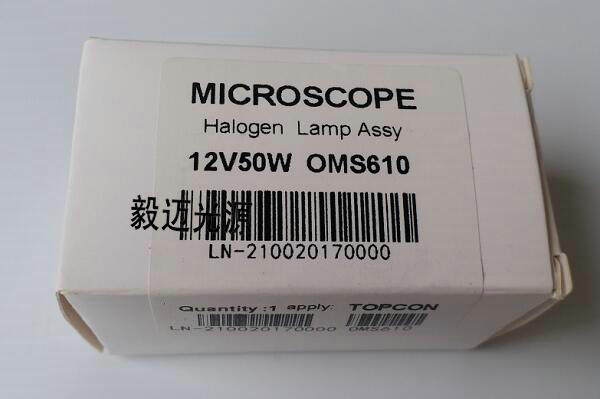 MICROSCOPE
Halogen Lamp Assy
12V50W OMS610
毅迈光源
LN-210020170000
Quantity:1 apply: TOPCON
LN-210020170000 OMS610